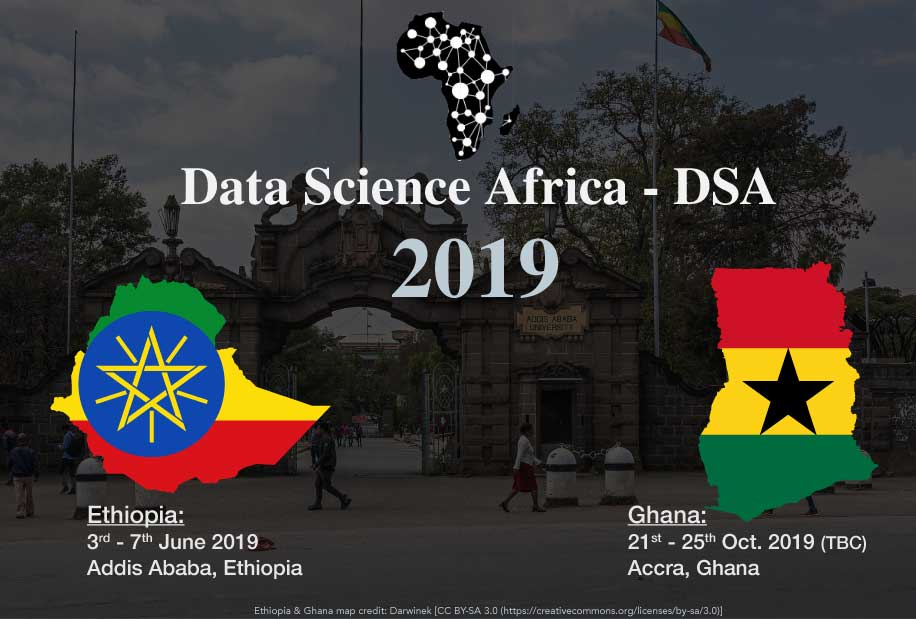 Data Science Africa - DSA
2019
ADDIS ABABA
UNIVERSITY
Ethiopia:
3rd - 7th June 2019
Addis Ababa, Ethiopia
Ghana:
21st - 25th Oct. 2019 (TBC)
Accra, Ghana
Ethiopia & Ghana map credit: Darwinek [CC BY-SA 3.0 (https://creativecommons.org/licenses/by-sa/3.0)]